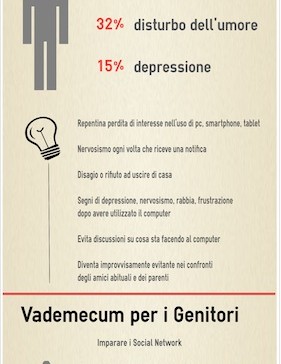 32% disturbo dell'umore
15% depressione
Repentina perdita di interesse nell'uso di pc, smartphone, tablet
Nervosismo ogni volta che riceve una notifica
Disagio o rifiuto ad uscire di casa
Segni di depressione, nervosismo, rabbia, frustrazione
dopo avere utilizzato il computer
Evita discussioni su cosa sta facendo al computer
Diventa improvvisamente evitante nei confronti
degli amici abituali e dei parenti
Vademecum per i Genitori
Imparare i Social Network